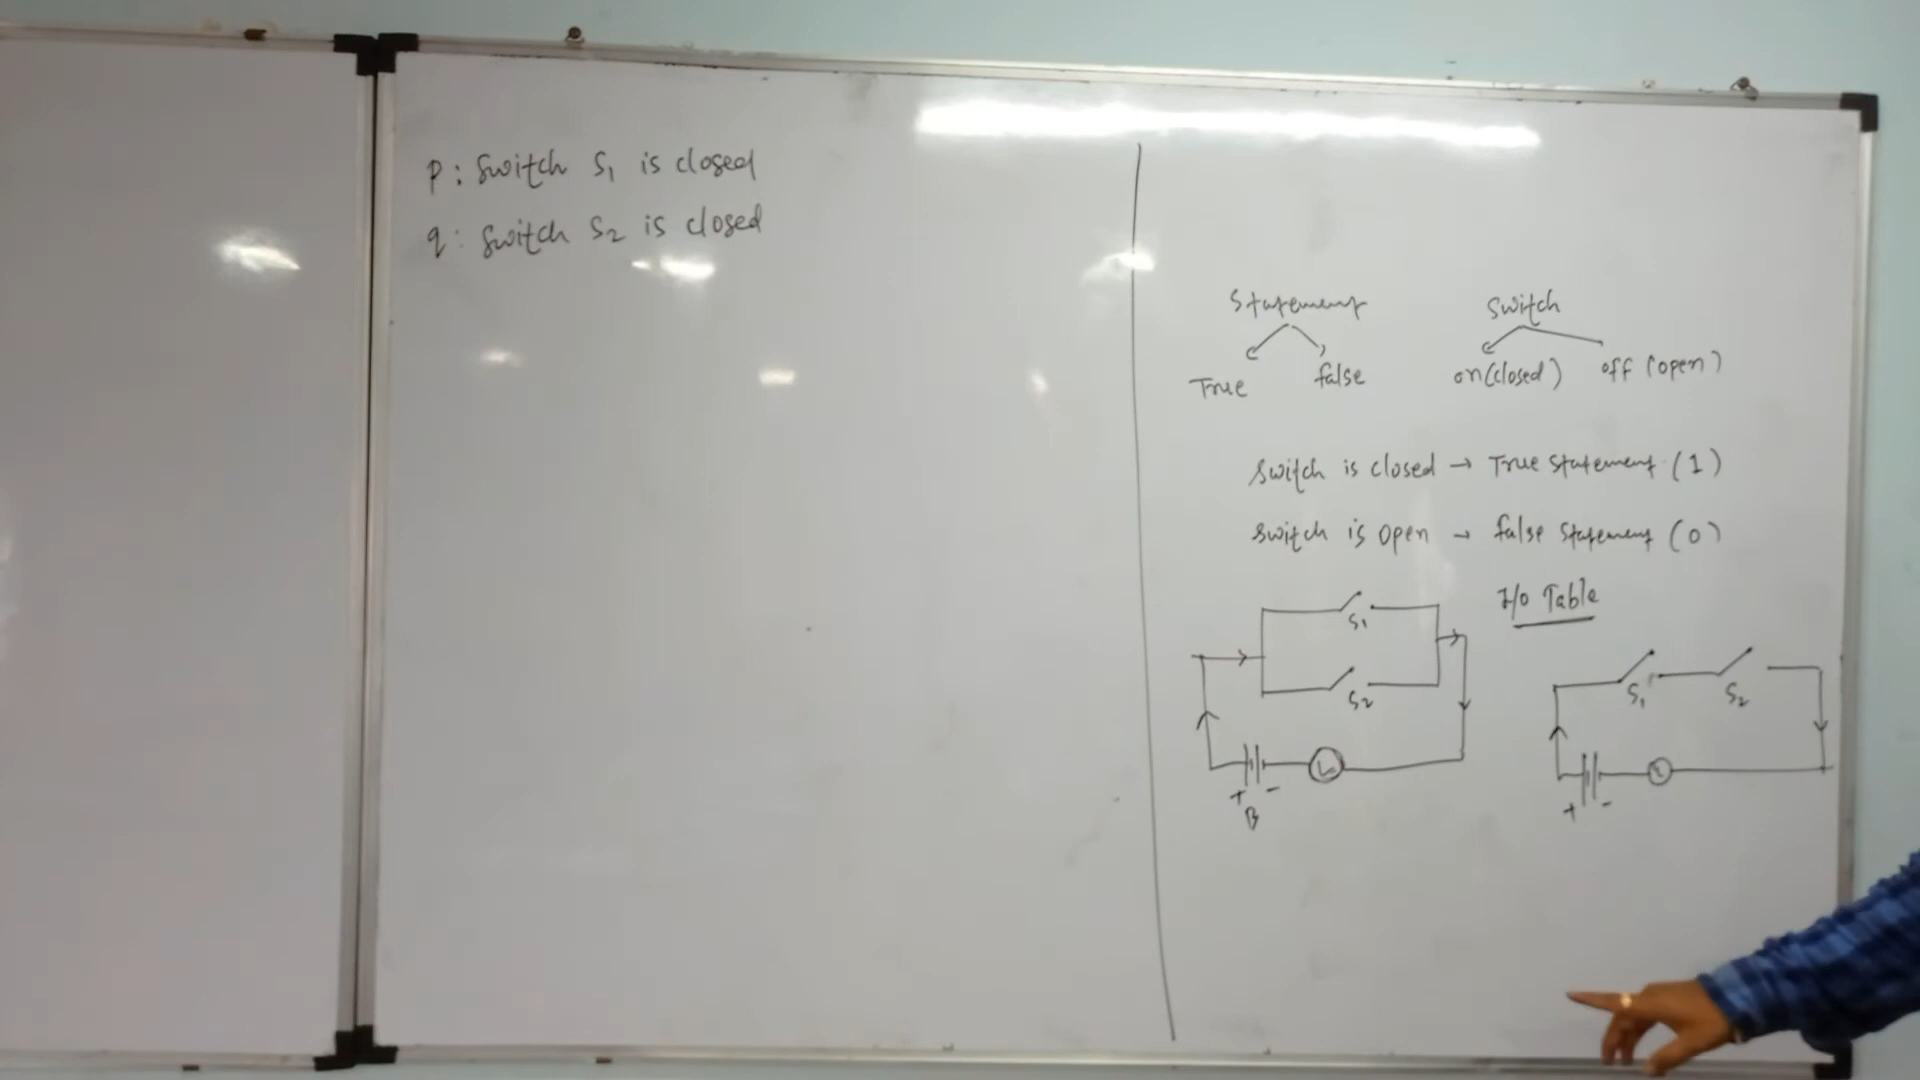 p: Switch S₁ is closed
q: Switch S₂ is closed
Statement
Switch
True
false
on(closed)
off (open)
Switch is closed → True Statement (1)
Switch is open → false Statement (0)
I/O Table
S₁
S₂
L
+ -
B
S₁
S₂
L
+ -